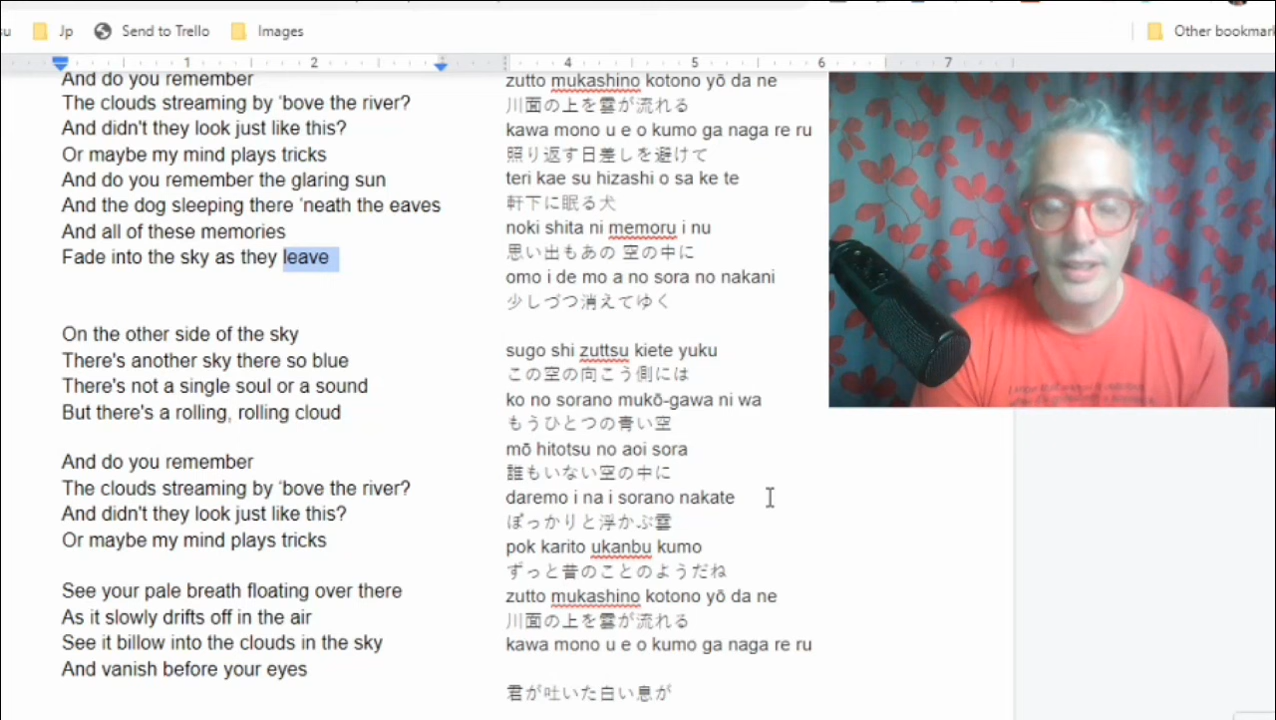 su
Jp
Send to Trello
Images
Other bookmar
1
2
4
5
6
7
And do you remember
The clouds streaming by ‘bove the river?
And didn't they look just like this?
Or maybe my mind plays tricks
And do you remember the glaring sun
And the dog sleeping there ‘neath the eaves
And all of these memories
Fade into the sky as they leave
On the other side of the sky
There's another sky there so blue
There's not a single soul or a sound
But there's a rolling, rolling cloud
And do you remember
The clouds streaming by ‘bove the river?
And didn't they look just like this?
Or maybe my mind plays tricks
See your pale breath floating over there
As it slowly drifts off in the air
See it billow into the clouds in the sky
And vanish before your eyes
zutto mukashino kotono yō da ne
川面の上を雲が流れる
kawa mono u e o kumo ga naga re ru
照り返す日差しを避けて
teri kae su hizashi o sa ke te
軒下に眠る犬
noki shita ni memoru i nu
思い出もあの 空の中に
omo i de mo a no sora no nakani
少しづつ消えてゆく
sugo shi zuttsu kiete yuku
この空の向こう側には
ko no sorano mukō-gawa ni wa
もうひとつの青い空
mō hitotsu no aoi sora
誰もいない空の中に
daremo i na i sorano nakate
ぽっかりと浮かぶ雲
pok karito ukanbu kumo
ずっと昔のことのようだね
zutto mukashino kotono yō da ne
川面の上を雲が流れる
kawa mono u e o kumo ga naga re ru
君が吐いた白い息が